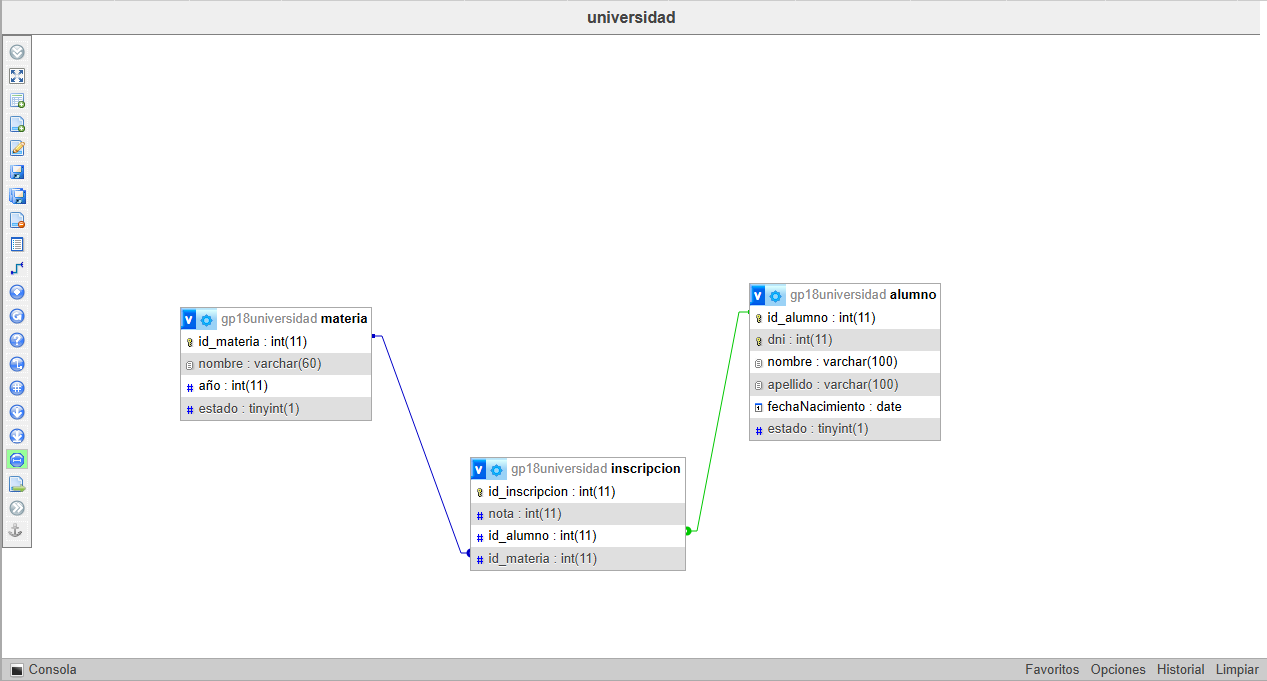 universidad
gp18universidad materia
id_materia : int(11)
nombre : varchar(60)
año : int(11)
estado : tinyint(1)
gp18universidad inscripcion
id_inscripcion : int(11)
nota : int(11)
id_alumno : int(11)
id_materia : int(11)
gp18universidad alumno
id_alumno : int(11)
dni : int(11)
nombre : varchar(100)
apellido : varchar(100)
fechaNacimiento : date
estado : tinyint(1)
Consola
Favoritos Opciones Historial Limpiar